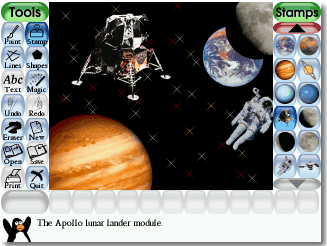 Tools
Stamps
Paint
Stamp
Lines
Shapes
Abc
Text
Magic
Undo
Redo
Eraser
New
Open
Save
Print
Quit
The Apollo lunar lander module.